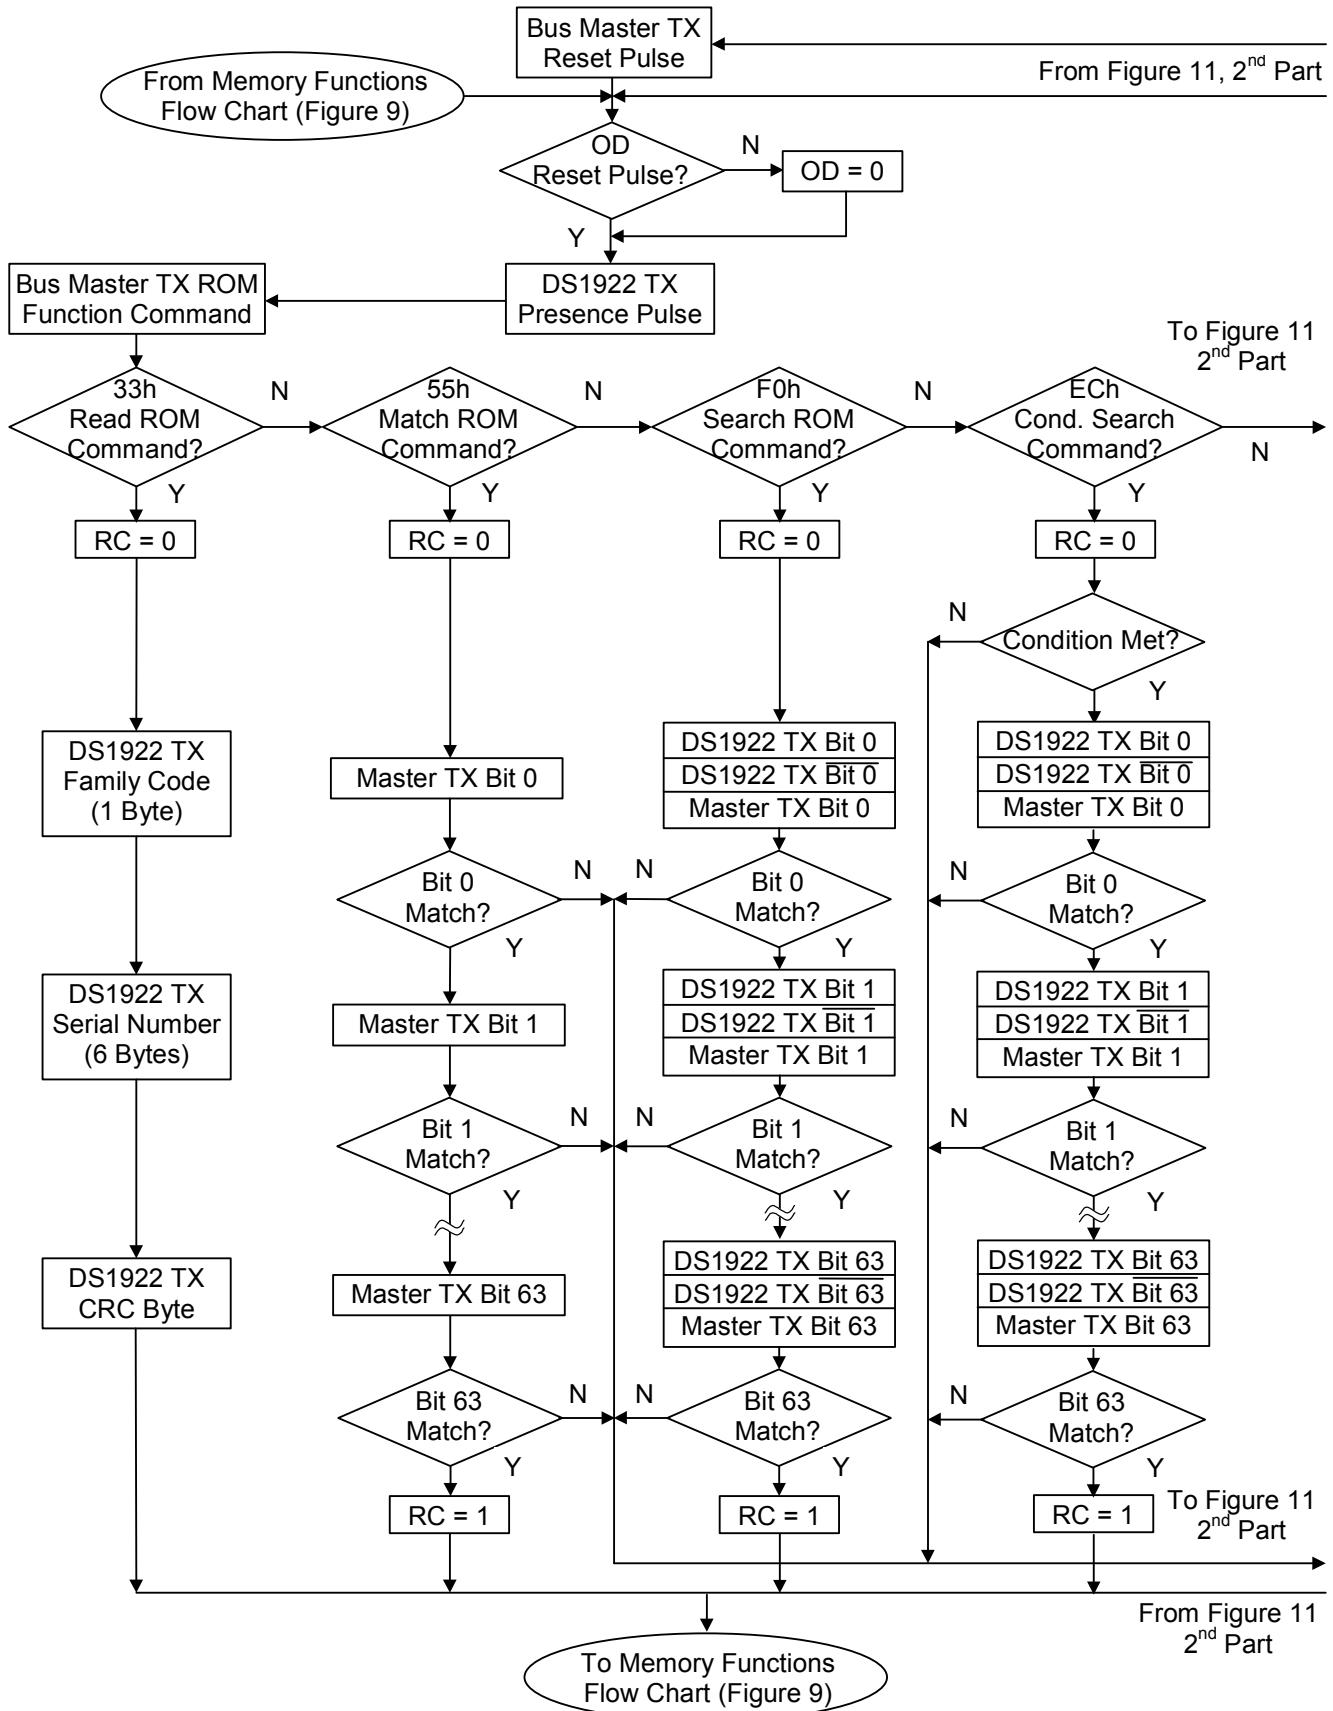 Bus Master TX
Reset Pulse
From Figure 11, 2nd Part
From Memory Functions
Flow Chart (Figure 9)
OD
Reset Pulse?
N
OD = 0
Y
Bus Master TX ROM
Function Command
DS1922 TX
Presence Pulse
To Figure 11
2nd Part
33h
Read ROM
Command?
N
55h
Match ROM
Command?
N
F0h
Search ROM
Command?
N
ECh
Cond. Search
Command?
N
Y
Y
Y
Y
RC = 0
RC = 0
RC = 0
RC = 0
N
Condition Met?
Y
DS1922 TX
Family Code
(1 Byte)
Master TX Bit 0
DS1922 TX Bit 0
DS1922 TX B̅i̅t̅ ̅0̅
Master TX Bit 0
DS1922 TX Bit 0
DS1922 TX B̅i̅t̅ ̅0̅
Master TX Bit 0
Bit 0
Match?
N
N
Bit 0
Match?
N
Bit 0
Match?
Y
Y
Y
DS1922 TX
Serial Number
(6 Bytes)
Master TX Bit 1
DS1922 TX Bit 1
DS1922 TX B̅i̅t̅ ̅1̅
Master TX Bit 1
DS1922 TX Bit 1
DS1922 TX B̅i̅t̅ ̅1̅
Master TX Bit 1
Bit 1
Match?
N
N
Bit 1
Match?
N
Bit 1
Match?
Y
Y
Y
DS1922 TX
CRC Byte
Master TX Bit 63
DS1922 TX Bit 63
DS1922 TX B̅i̅t̅ ̅6̅3̅
Master TX Bit 63
DS1922 TX Bit 63
DS1922 TX B̅i̅t̅ ̅6̅3̅
Master TX Bit 63
Bit 63
Match?
N
N
Bit 63
Match?
N
Bit 63
Match?
Y
Y
Y
RC = 1
RC = 1
RC = 1
To Figure 11
2nd Part
From Figure 11
2nd Part
To Memory Functions
Flow Chart (Figure 9)